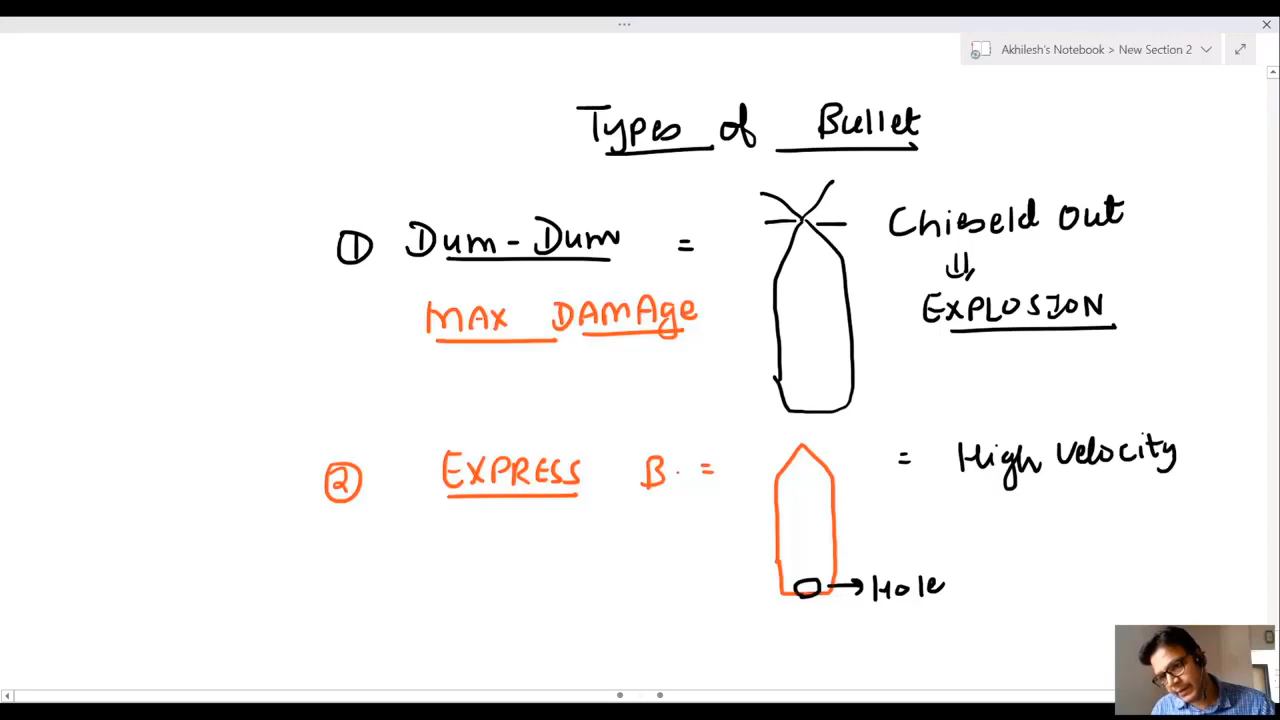 Akhilesh's Notebook > New Section 2
Types of Bullet
① Dum-Dum = Chieseld Out
⇓
MAX DAMAge EXPLOSION
② EXPRESS B. = = High Velocity
→ Hole